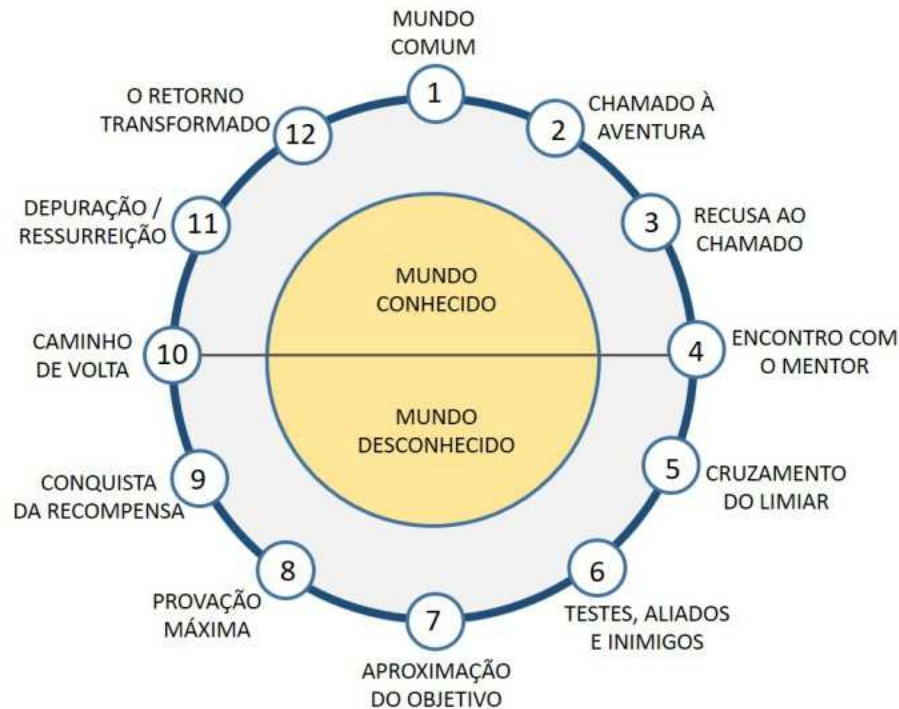 MUNDO
COMUM
1
CHAMADO À
AVENTURA
2
RECUSA AO
CHAMADO
3
ENCONTRO COM
O MENTOR
4
CRUZAMENTO
DO LIMIAR
5
TESTES, ALIADOS
E INIMIGOS
6
APROXIMAÇÃO
DO OBJETIVO
7
PROVAÇÃO
MÁXIMA
8
CONQUISTA
DA RECOMPENSA
9
CAMINHO
DE VOLTA
10
DEPURAÇÃO /
RESSURREIÇÃO
11
O RETORNO
TRANSFORMADO
12
MUNDO
CONHECIDO
MUNDO
DESCONHECIDO